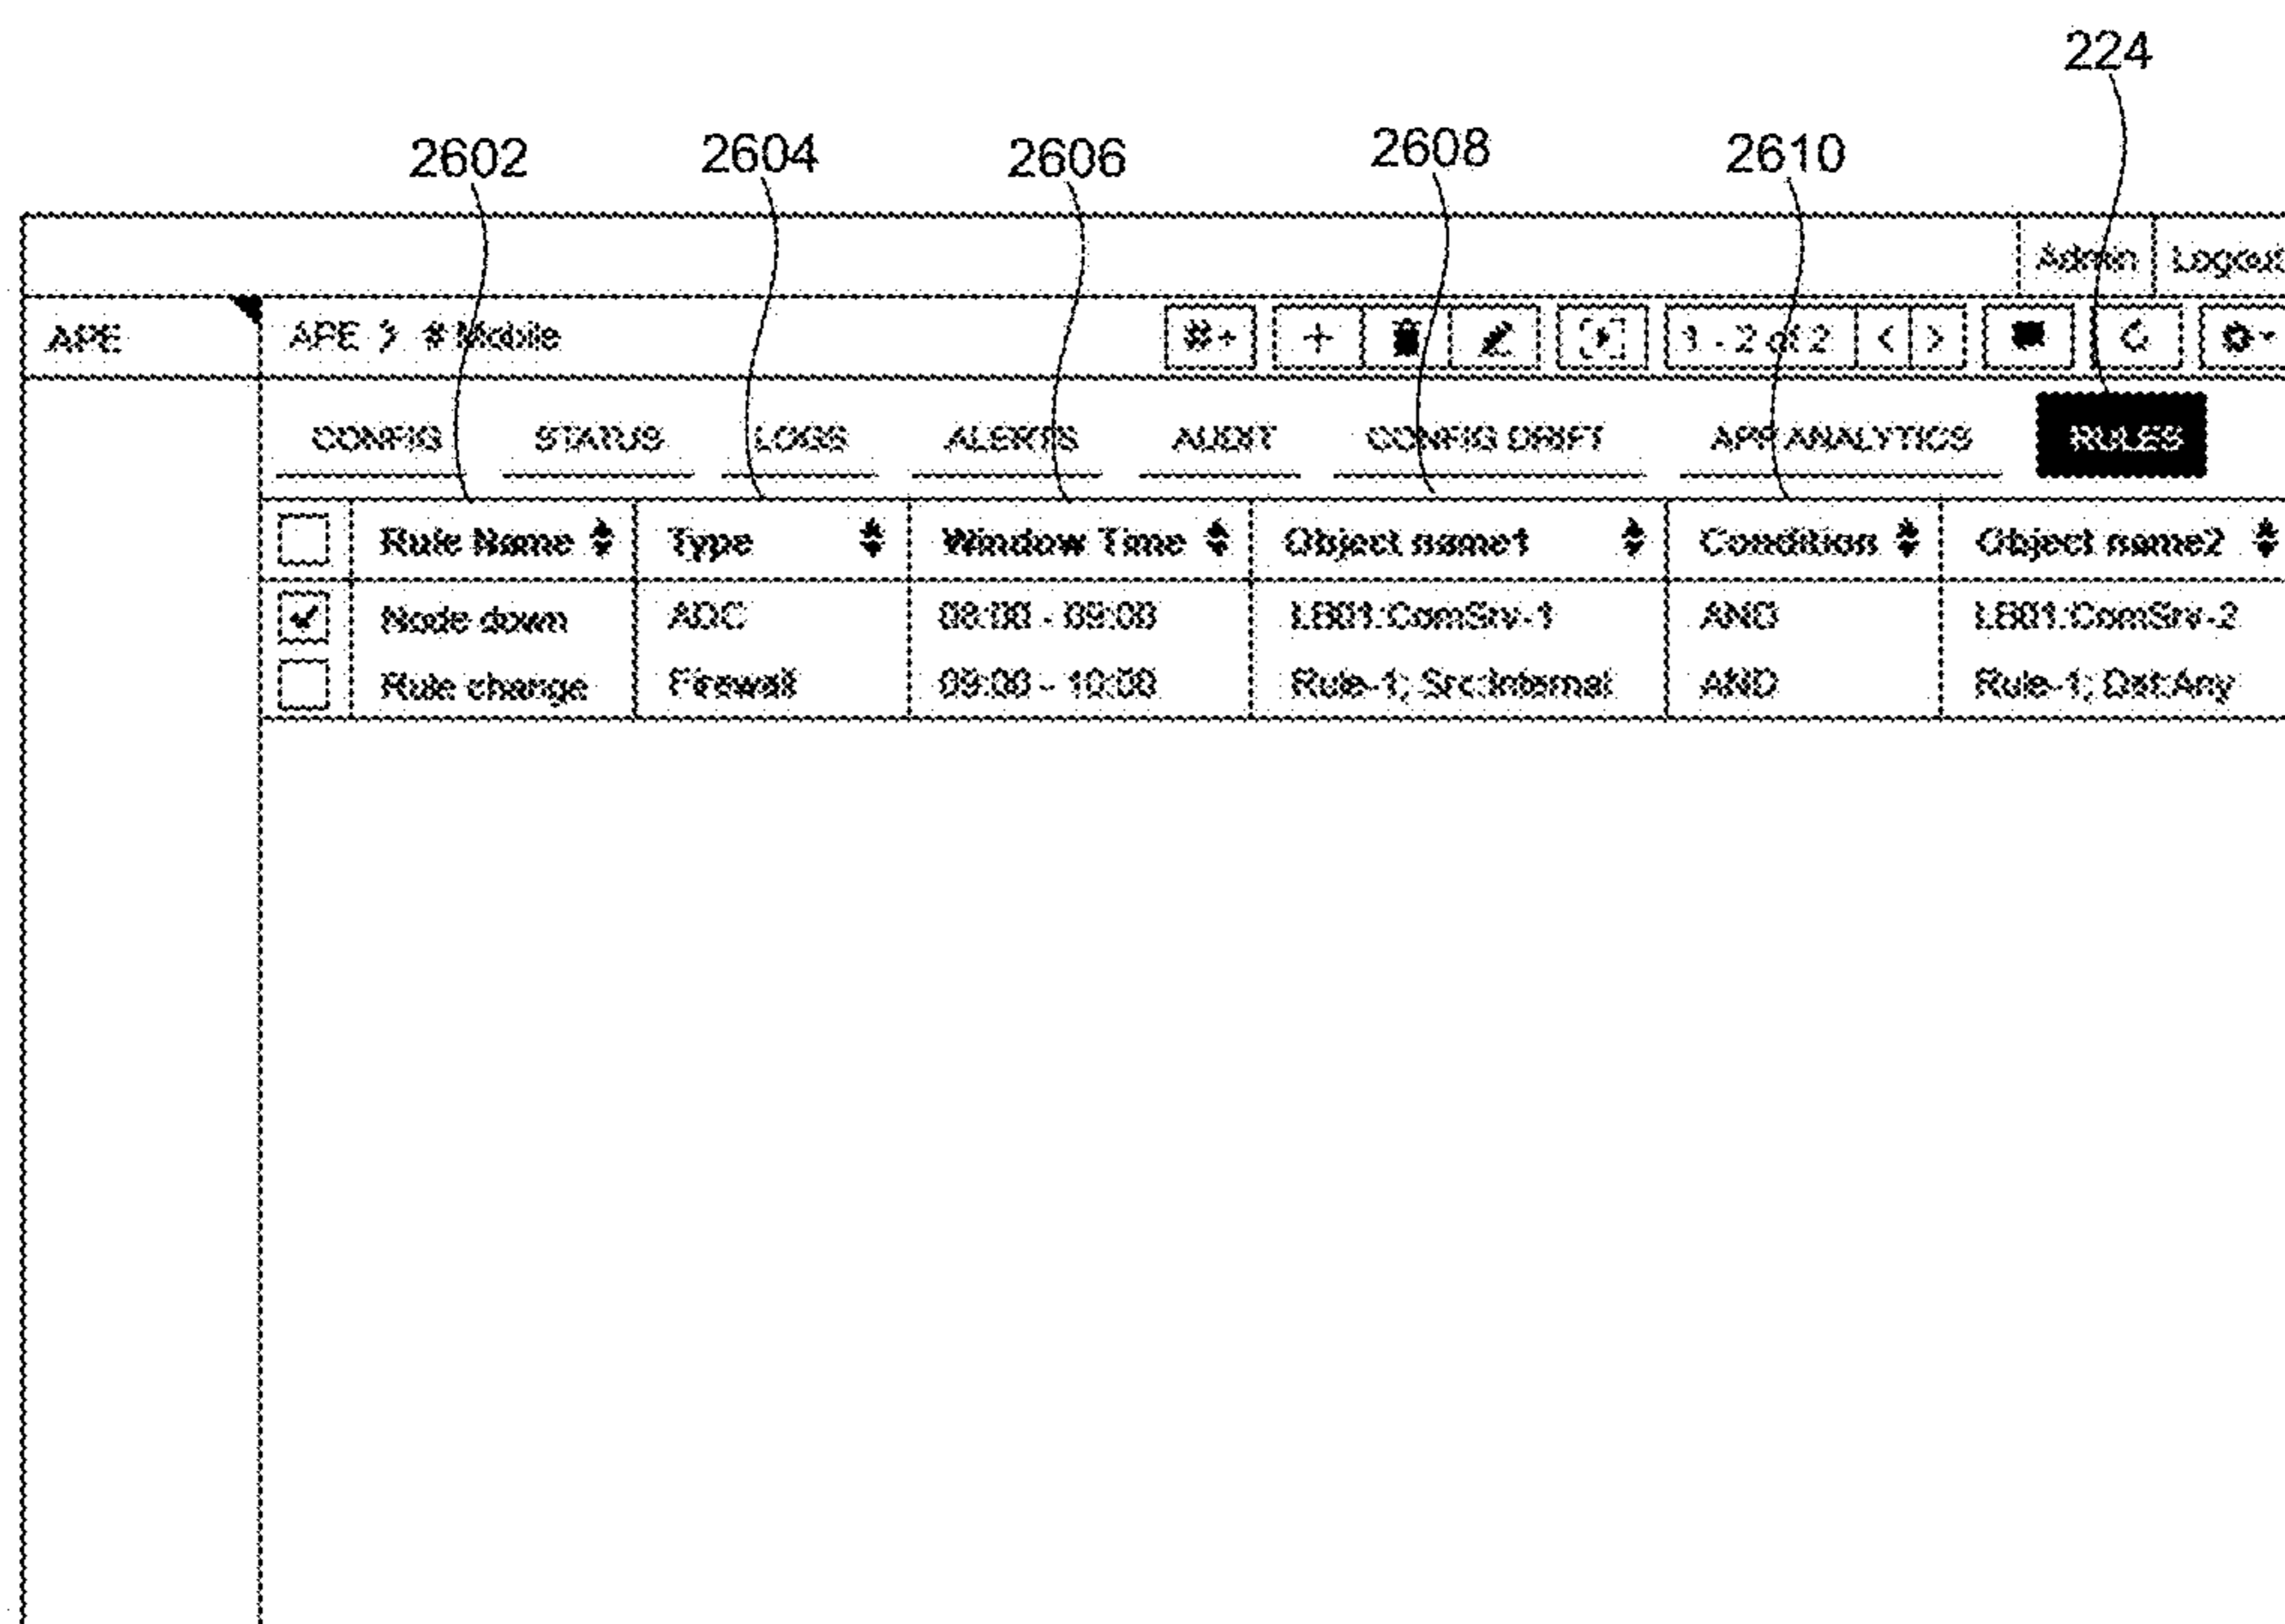 224
2602 2604 2606 2608 2610
Admin Logout
APE APE > # Mobile #+ + 1 - 2 of 2 < >
CONFIG STATUS LOGS ALERTS AUDIT CONFIG DRIFT APP ANALYTICS RULES
Rule Name Type Window Time Object name1 Condition Object name2
Node down ADC 08:00 - 09:00 LB01:ComSrv-1 AND LB01:ComSrv-2
Rule change Firewall 09:00 - 10:00 Rule-1; Src:Internal AND Rule-1; Dst:Any